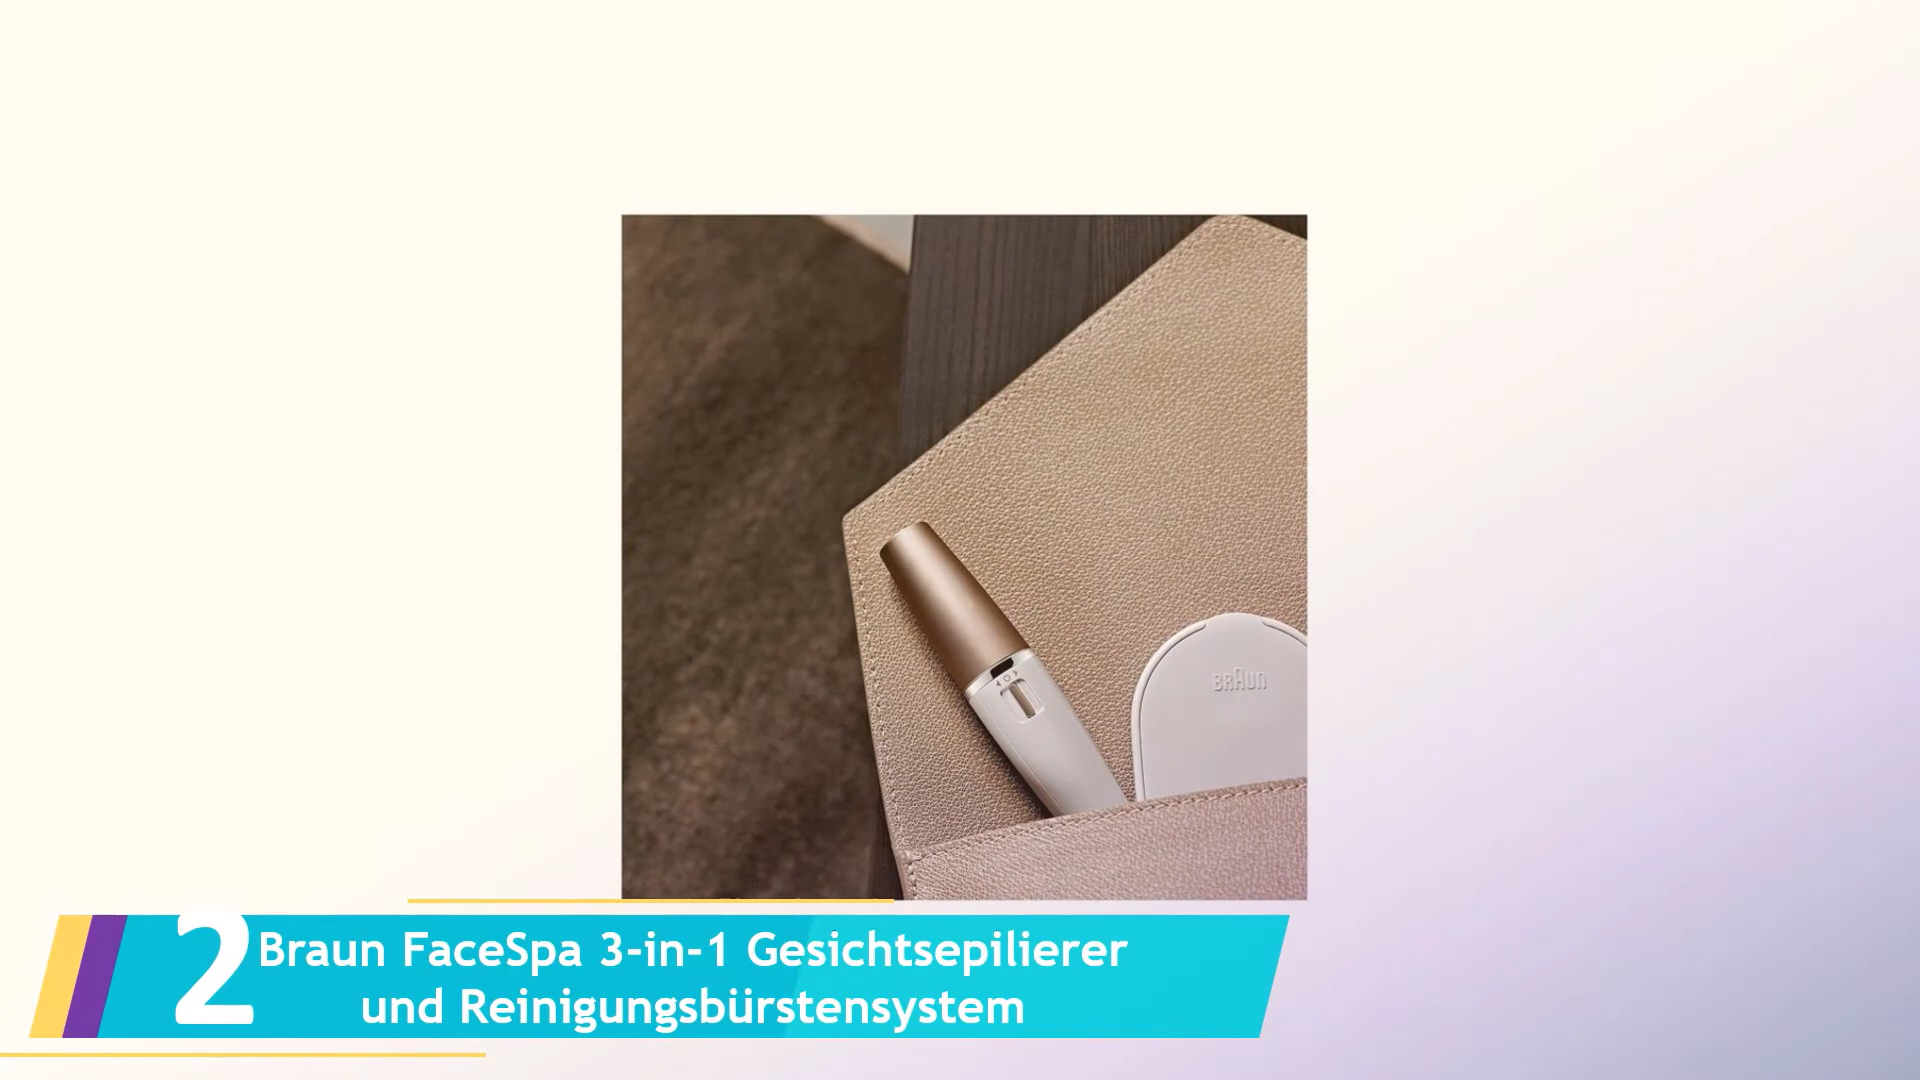 BRAUN
2
Braun FaceSpa 3-in-1 Gesichtsepilierer
und Reinigungsbürstensystem